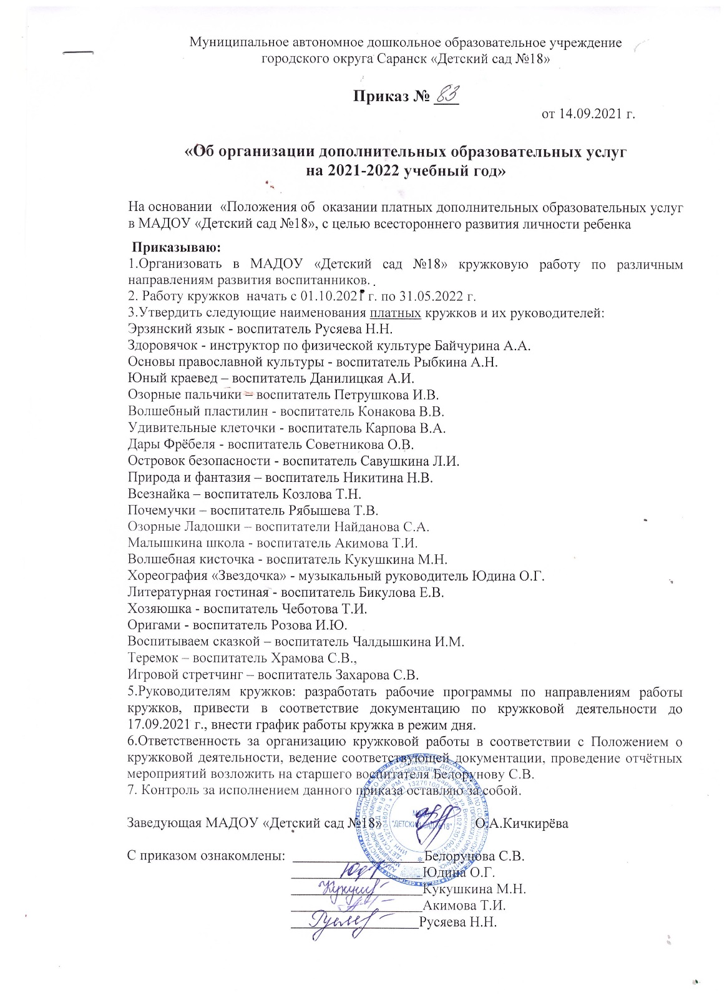 Муниципальное автономное дошкольное образовательное учреждение
городского округа Саранск «Детский сад №18»
Приказ № 83
от 14.09.2021 г.
«Об организации дополнительных образовательных услуг
на 2021-2022 учебный год»
На основании «Положения об оказании платных дополнительных образовательных услуг
в МАДОУ «Детский сад №18», с целью всестороннего развития личности ребенка
Приказываю:
1.Организовать в МАДОУ «Детский сад №18» кружковую работу по различным
направлениям развития воспитанников. .
2. Работу кружков начать с 01.10.2021 г. по 31.05.2022 г.
3.Утвердить следующие наименования платных кружков и их руководителей:
Эрзянский язык - воспитатель Русяева Н.Н.
Здоровячок - инструктор по физической культуре Байчурина А.А.
Основы православной культуры - воспитатель Рыбкина А.Н.
Юный краевед – воспитатель Данилицкая А.И.
Озорные пальчики – воспитатель Петрушкова И.В.
Волшебный пластилин - воспитатель Конакова В.В.
Удивительные клеточки - воспитатель Карпова В.А.
Дары Фрёбеля - воспитатель Советникова О.В.
Островок безопасности - воспитатель Савушкина Л.И.
Природа и фантазия – воспитатель Никитина Н.В.
Всезнайка – воспитатель Козлова Т.Н.
Почемучки – воспитатель Рябышева Т.В.
Озорные Ладошки – воспитатели Найданова С.А.
Малышкина школа - воспитатель Акимова Т.И.
Волшебная кисточка - воспитатель Кукушкина М.Н.
Хореография «Звездочка» - музыкальный руководитель Юдина О.Г.
Литературная гостиная - воспитатель Бикулова Е.В.
Хозяюшка - воспитатель Чеботова Т.И.
Оригами - воспитатель Розова И.Ю.
Воспитываем сказкой – воспитатель Чалдышкина И.М.
Теремок – воспитатель Храмова С.В.,
Игровой стретчинг – воспитатель Захарова С.В.
5.Руководителям кружков: разработать рабочие программы по направлениям работы
кружков, привести в соответствие документацию по кружковой деятельности до
17.09.2021 г., внести график работы кружка в режим дня.
6.Ответственность за организацию кружковой работы в соответствии с Положением о
кружковой деятельности, ведение соответствующей документации, проведение отчётных
мероприятий возложить на старшего воспитателя Белорунову С.В.
7. Контроль за исполнением данного приказа оставляю за собой.
Заведующая МАДОУ «Детский сад №18» О.А.Кичкирёва
"ДЕТСКИЙ САД №18"
С приказом ознакомлены: Белорунова С.В.
Юдина О.Г.
Кукушкина М.Н.
Акимова Т.И.
Русяева Н.Н.